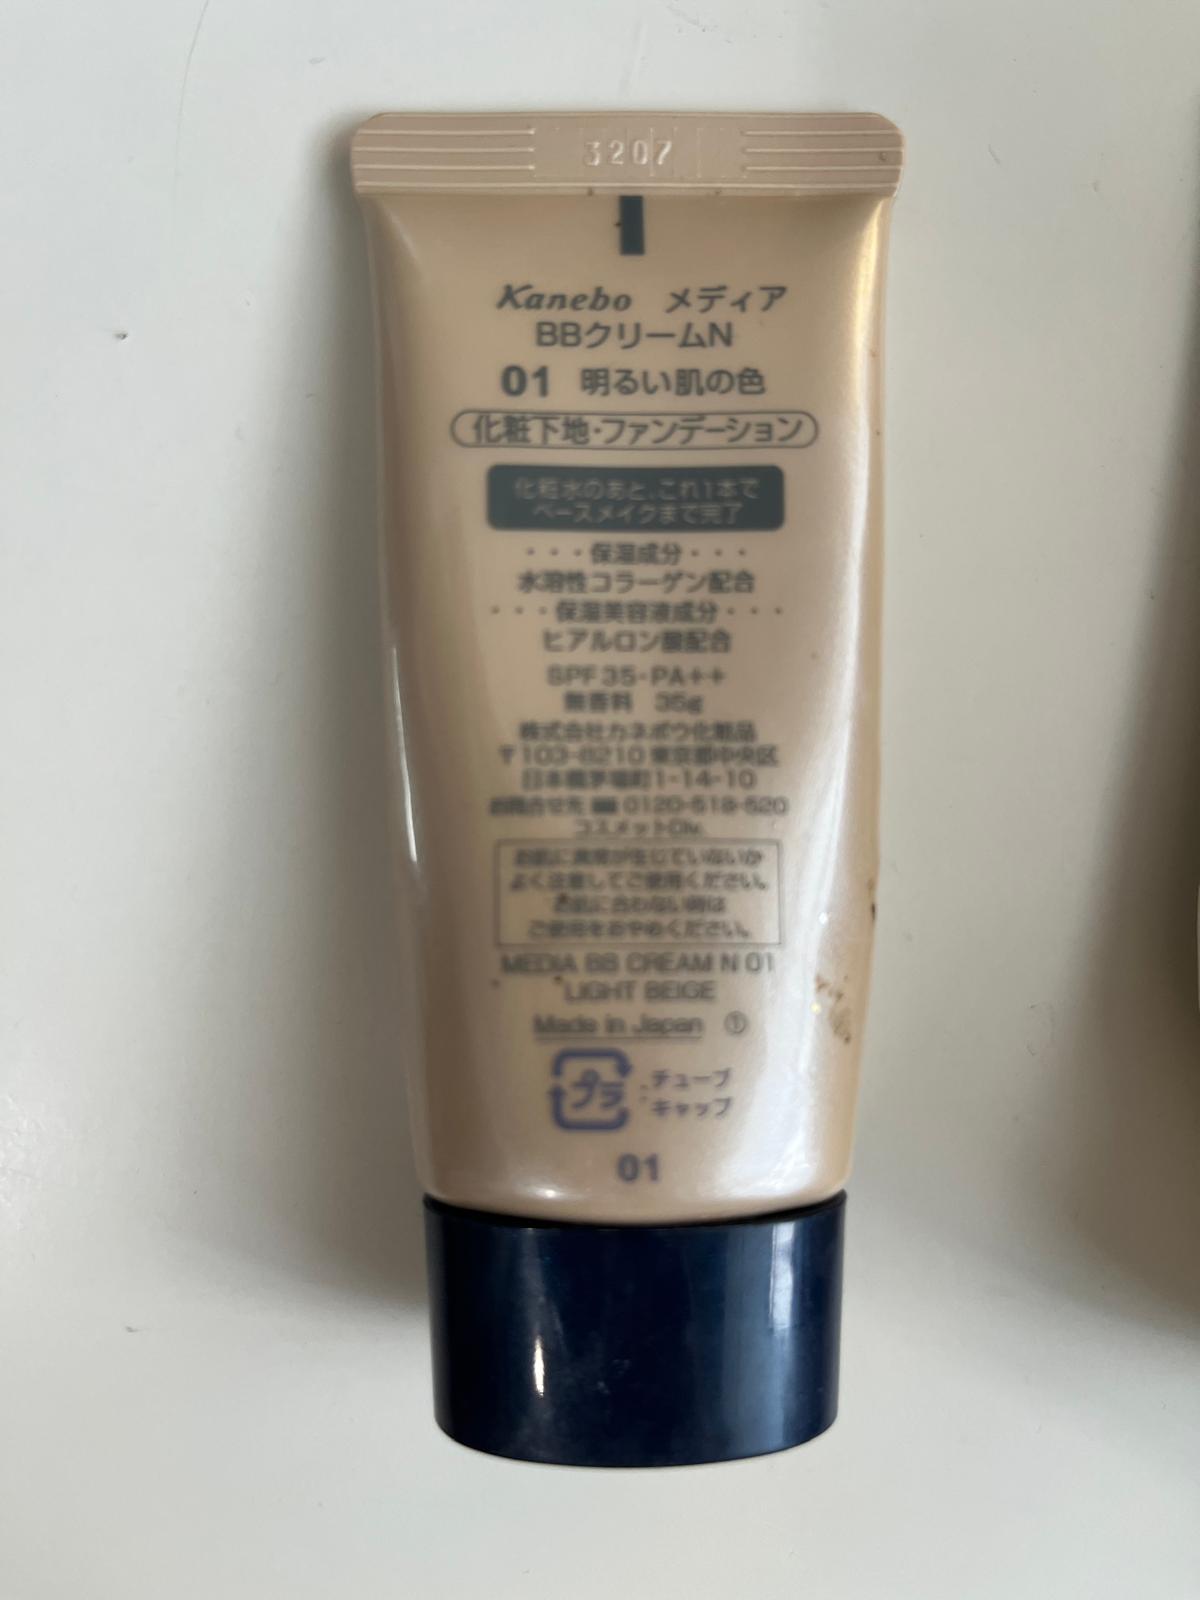 3207
Kanebo メディア
BBクリームN
01 明るい肌の色
化粧下地・ファンデーション
化粧水のあと、これ1本で
ベースメイクまで完了
・・・保湿成分・・・
水溶性コラーゲン配合
・・・保湿美容液成分・・・
ヒアルロン酸配合
SPF35・PA++
無香料 35g
株式会社カネボウ化粧品
〒103-8210 東京都中央区
日本橋茅場町1-14-10
お問合せ先 0120-518-520
コスメットDiv.
お肌に異常が生じていないか
よく注意してご使用ください。
お肌に合わない時は
ご使用をおやめください。
MEDIA BB CREAM N 01
LIGHT BEIGE
Made in Japan ①
プラ チューブ
キャップ
01